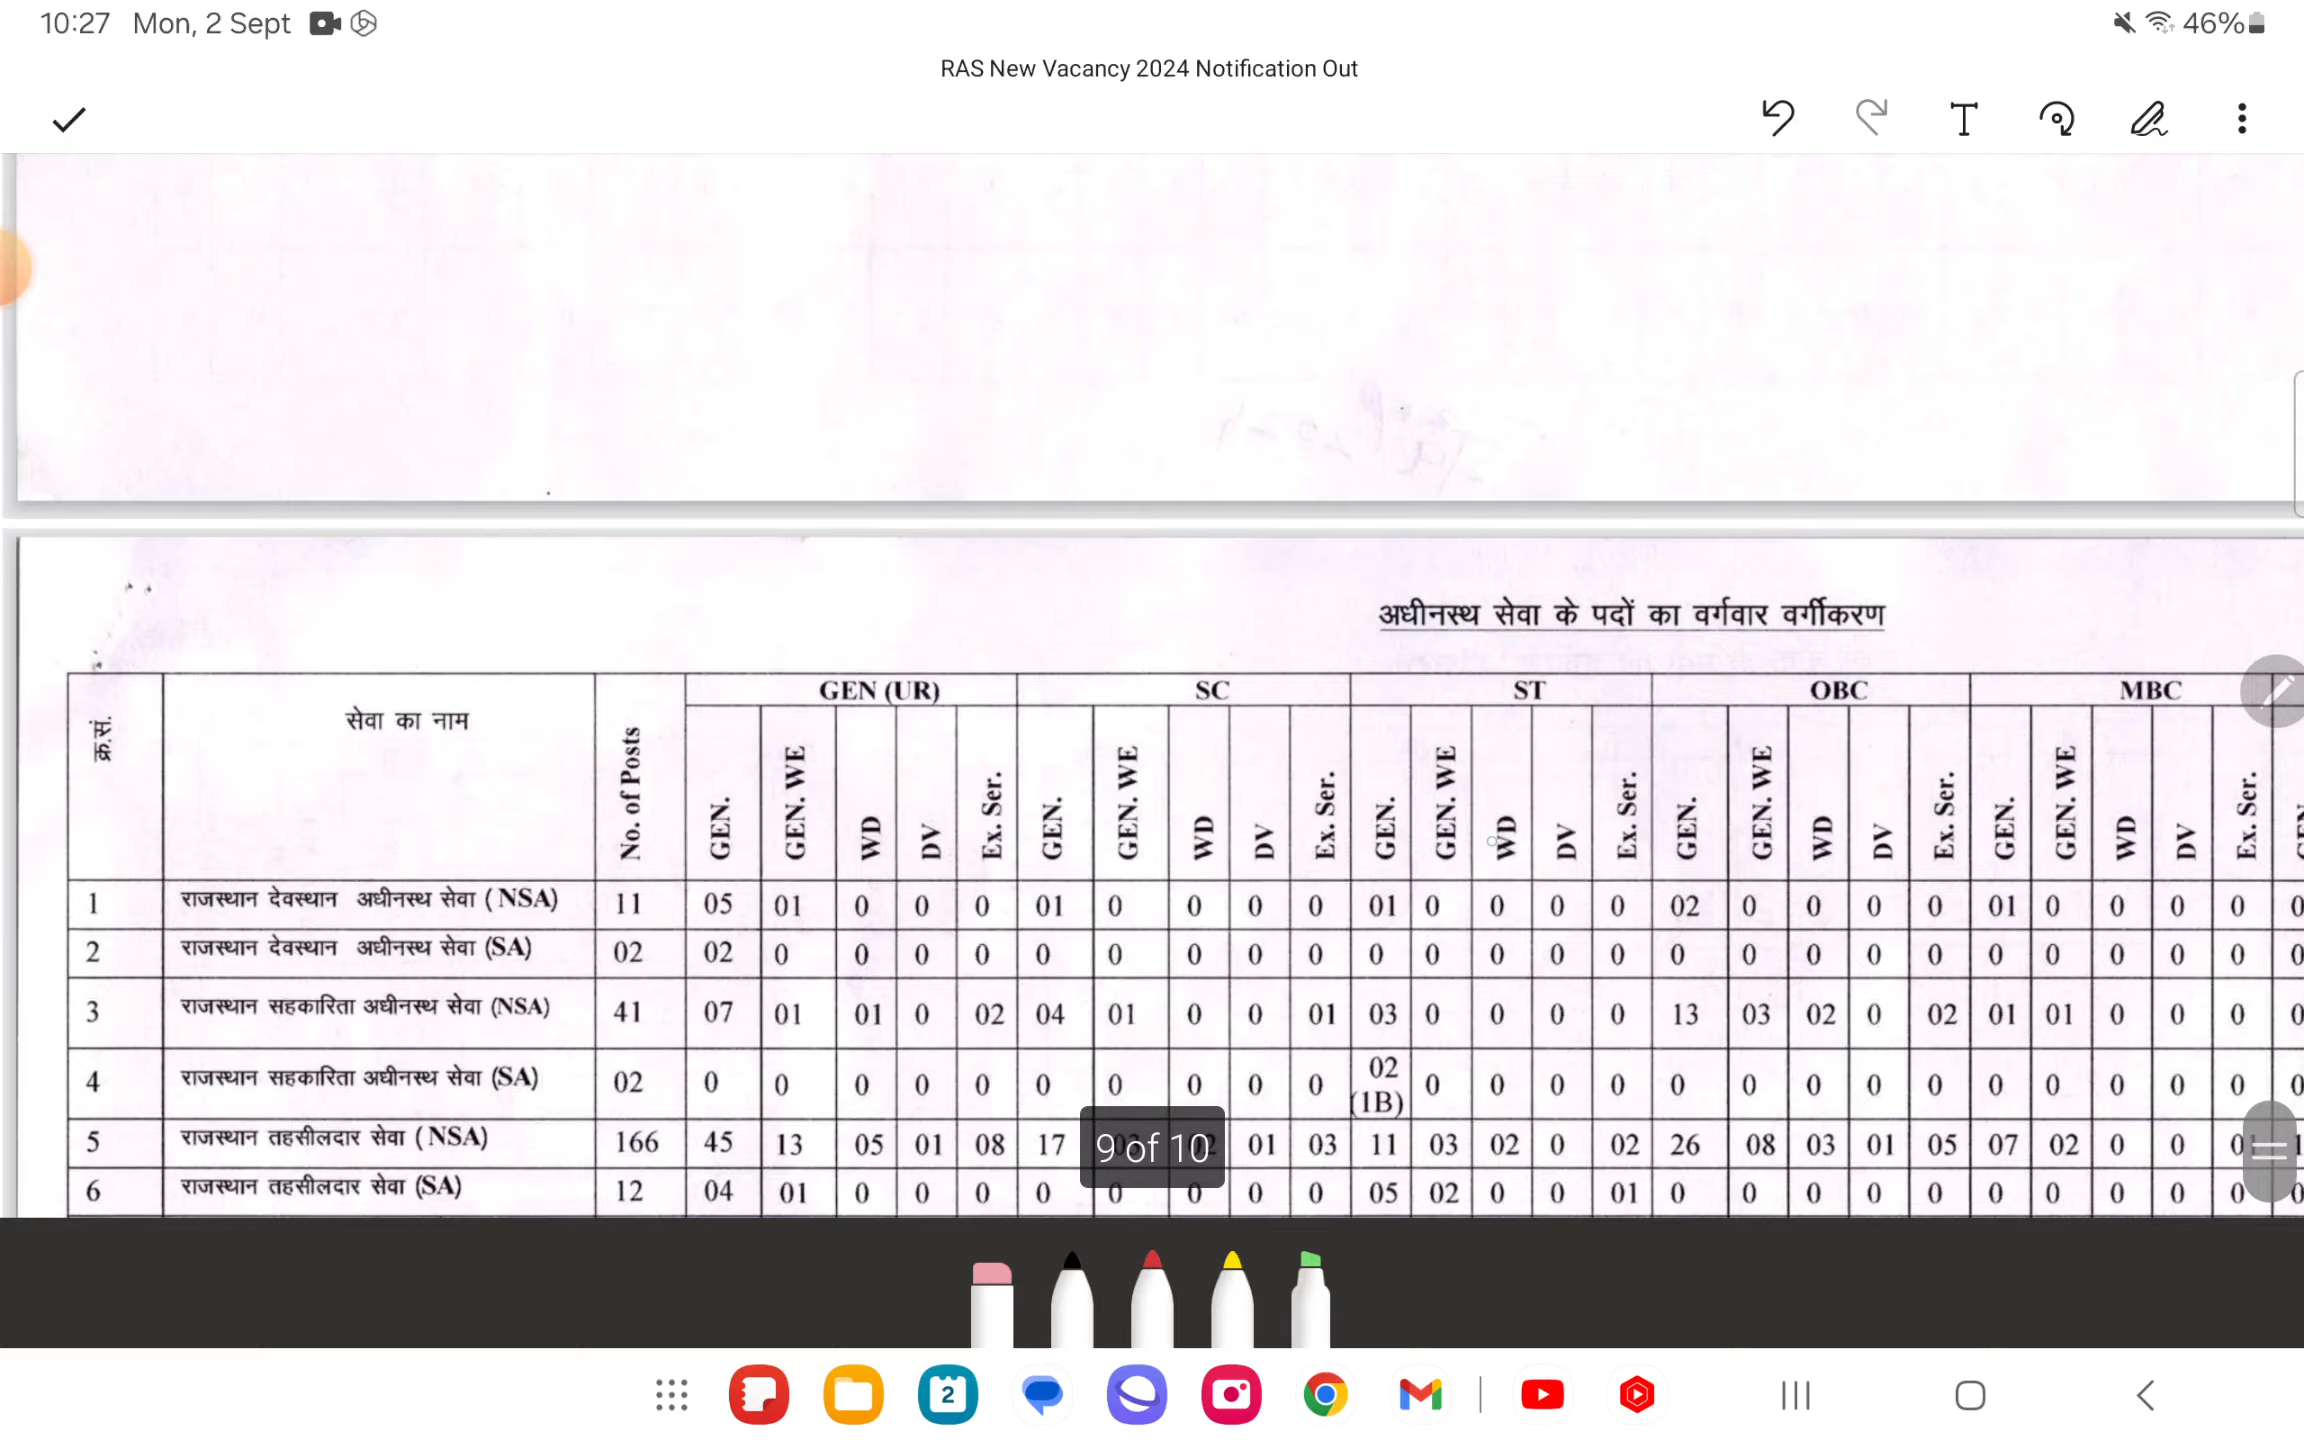 10:27 Mon, 2 Sept
46%
RAS New Vacancy 2024 Notification Out
अधीनस्थ सेवा के पदों का वर्गवार वर्गीकरण
क्र.सं. सेवा का नाम No. of Posts GEN (UR) SC ST OBC MBC
GEN. GEN. WE WD DV Ex. Ser. GEN. GEN. WE WD DV Ex. Ser. GEN. GEN. WE WD DV Ex. Ser. GEN. GEN. WE WD DV Ex. Ser. GEN. GEN. WE WD DV Ex. Ser.
1 राजस्थान देवस्थान अधीनस्थ सेवा ( NSA) 11 05 01 0 0 0 01 0 0 0 0 01 0 0 0 0 02 0 0 0 0 01 0 0 0 0 0
2 राजस्थान देवस्थान अधीनस्थ सेवा (SA) 02 02 0 0 0 0 0 0 0 0 0 0 0 0 0 0 0 0 0 0 0 0 0 0 0 0 0
3 राजस्थान सहकारिता अधीनस्थ सेवा (NSA) 41 07 01 01 0 02 04 01 0 0 01 03 0 0 0 0 13 03 02 0 02 01 01 0 0 0 0
4 राजस्थान सहकारिता अधीनस्थ सेवा (SA) 02 0 0 0 0 0 0 0 0 0 0 02 (1B) 0 0 0 0 0 0 0 0 0 0 0 0 0 0 0
5 राजस्थान तहसीलदार सेवा ( NSA) 166 45 13 05 01 08 17 01 03 11 03 02 0 02 26 08 03 01 05 07 02 0 0
9 of 10
6 राजस्थान तहसीलदार सेवा (SA) 12 04 01 0 0 0 0 0 0 0 0 05 02 0 0 01 0 0 0 0 0 0 0 0 0 0 0
2